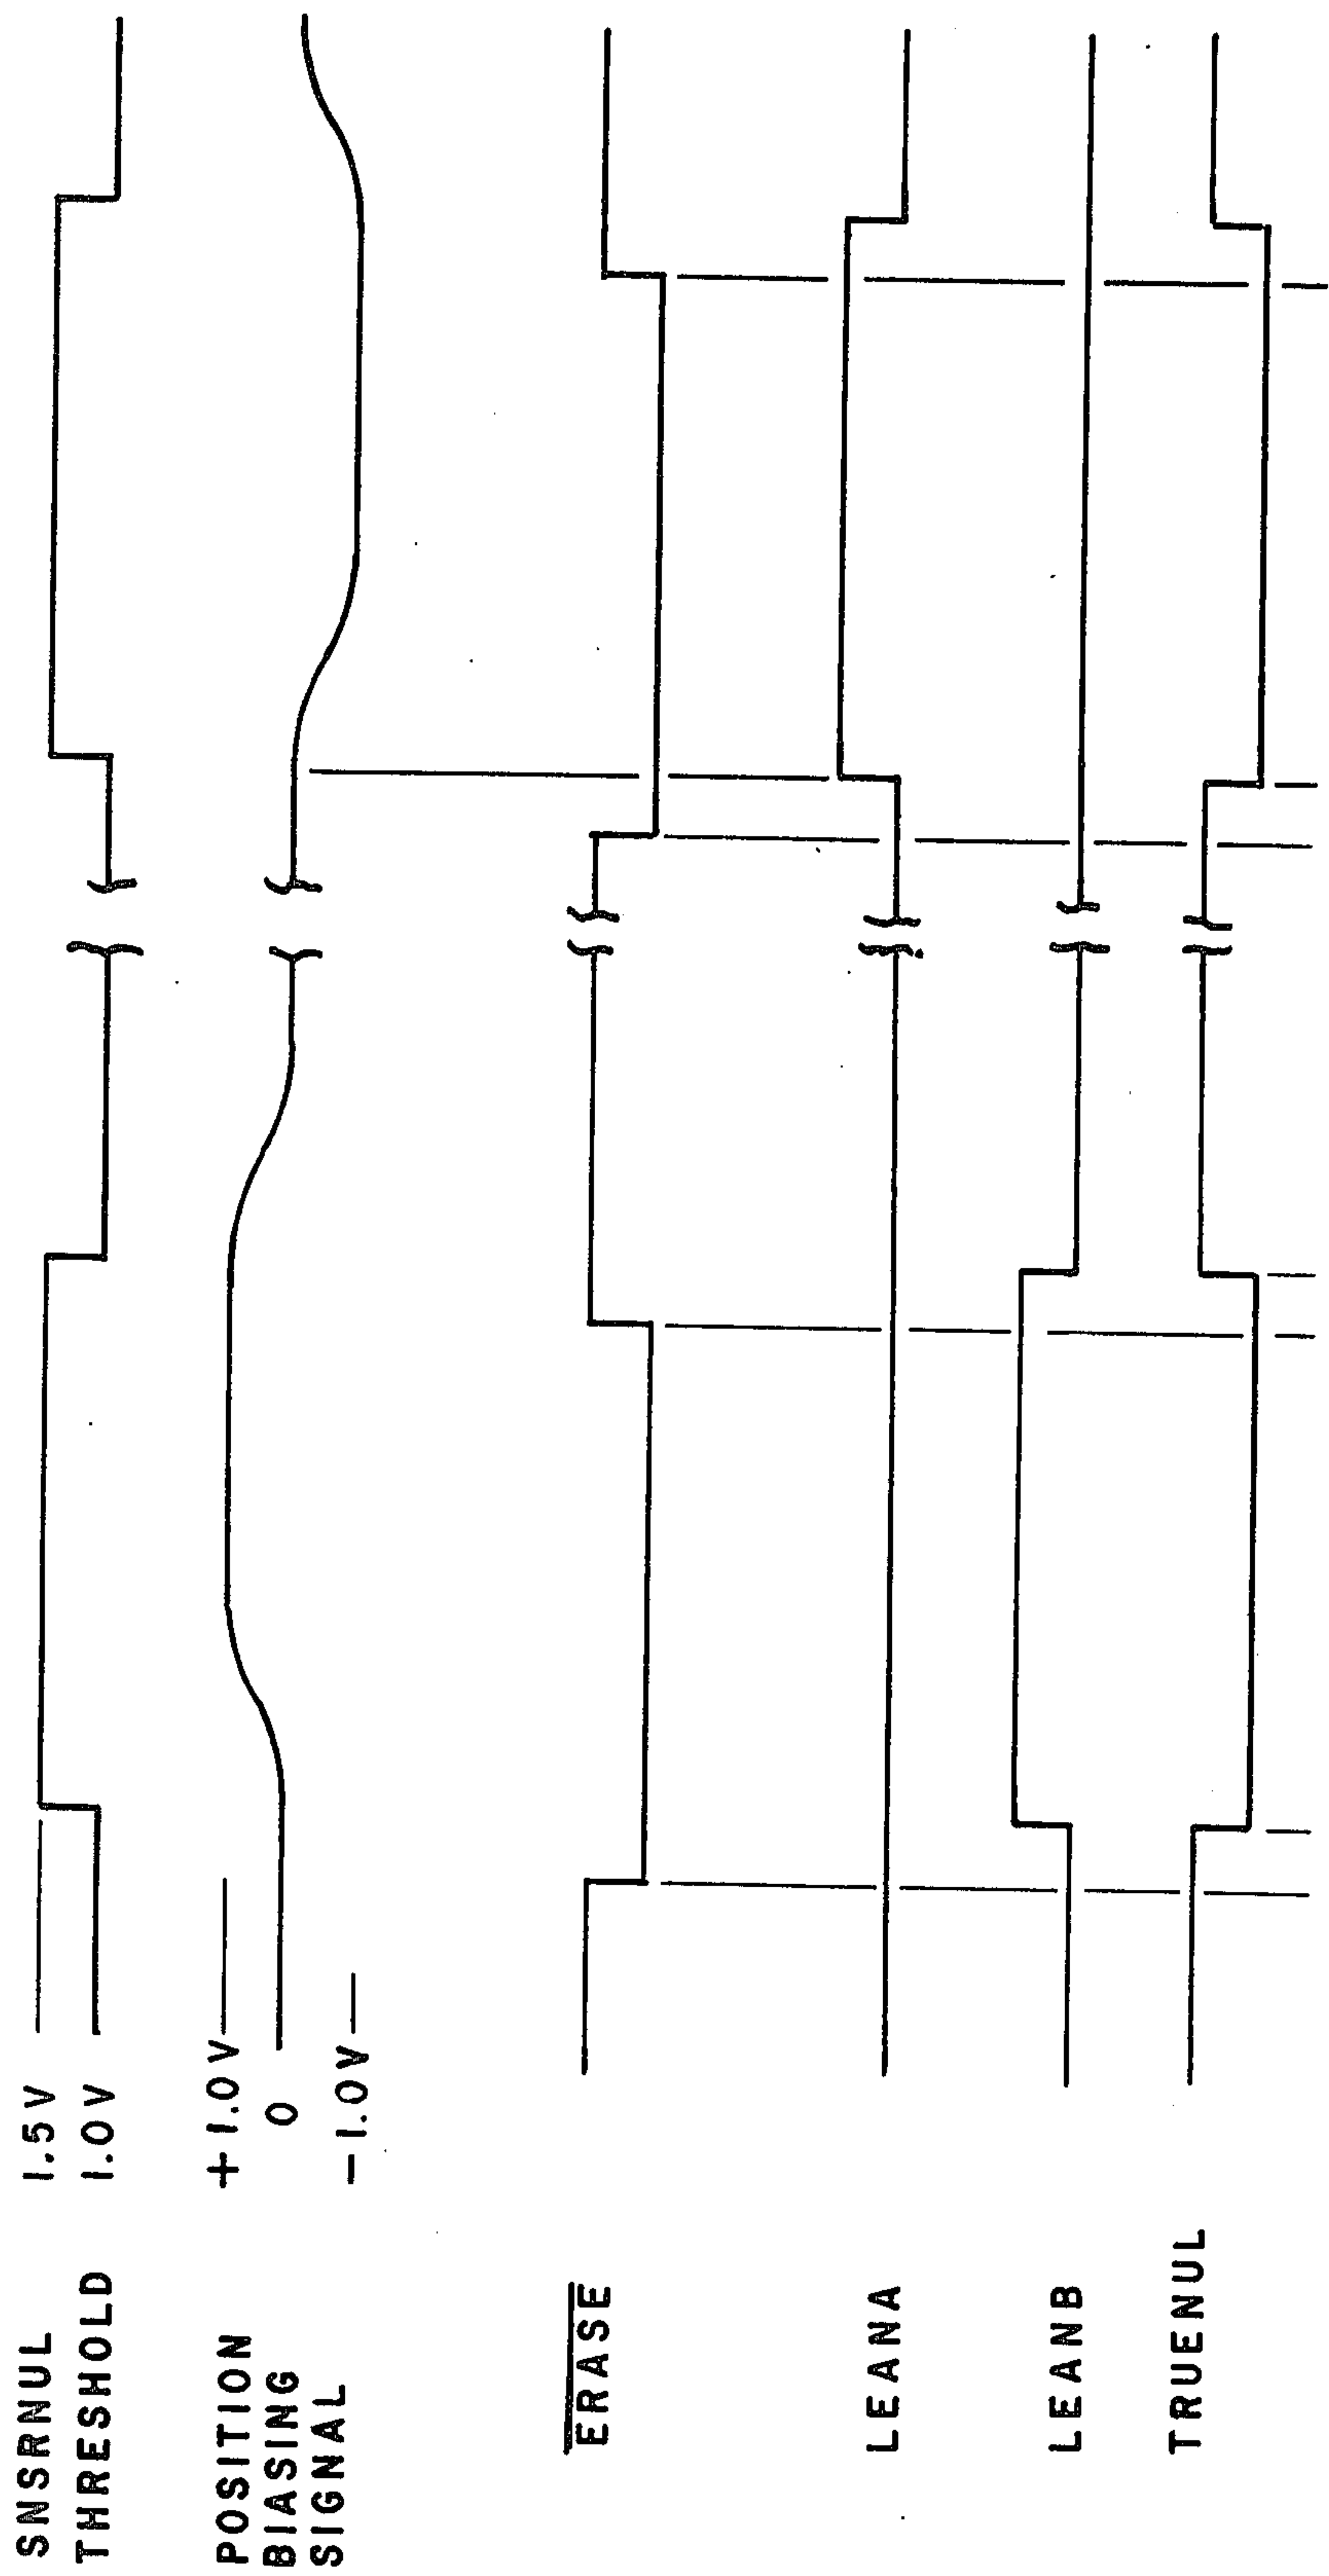 SNSRNUL 1.5V
THRESHOLD 1.0V
POSITION +1.0V
BIASING 0
SIGNAL -1.0V
ERASE
LEANA
LEANB
TRUENUL